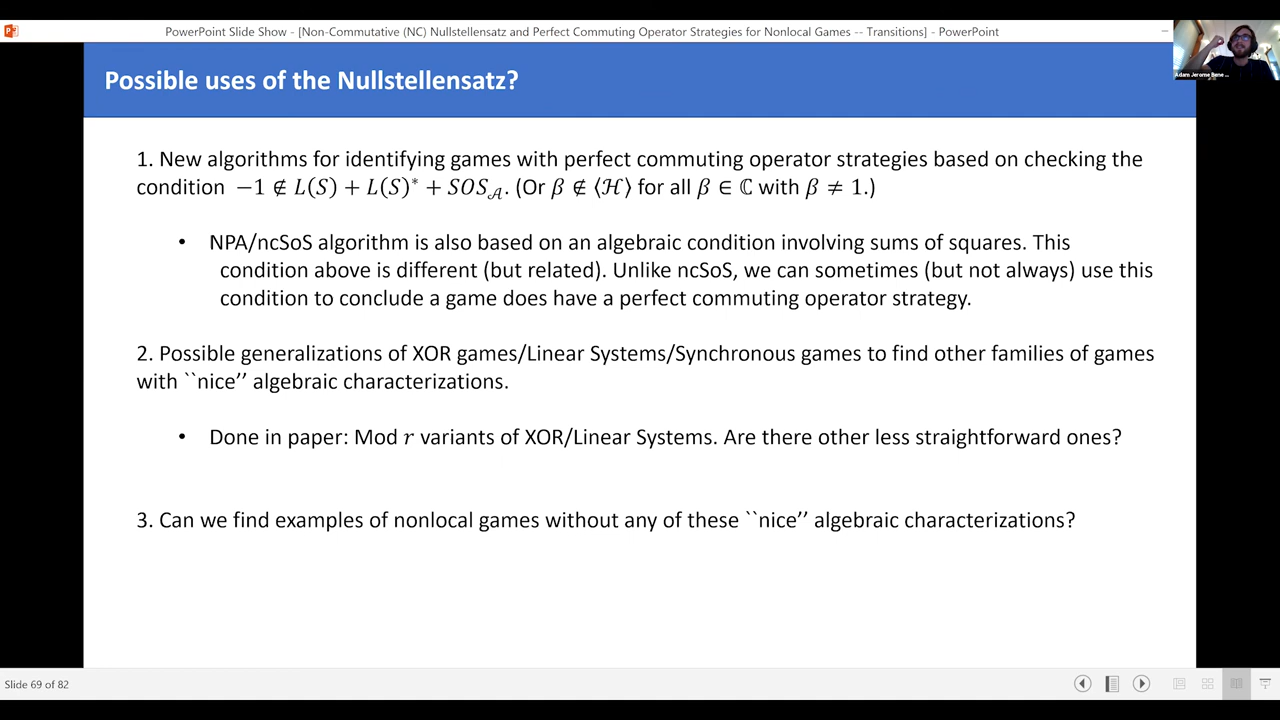 PowerPoint Slide Show - [Non-Commutative (NC) Nullstellensatz and Perfect Commuting Operator Strategies for Nonlocal Games -- Transitions] - PowerPoint
Adam Jerome Bene ...
Possible uses of the Nullstellensatz?
1. New algorithms for identifying games with perfect commuting operator strategies based on checking the
condition −1 ∉ L(S) + L(S)* + SOS_𝒜. (Or β ∉ ⟨ℋ⟩ for all β ∈ ℂ with β ≠ 1.)
• NPA/ncSoS algorithm is also based on an algebraic condition involving sums of squares. This
condition above is different (but related). Unlike ncSoS, we can sometimes (but not always) use this
condition to conclude a game does have a perfect commuting operator strategy.
2. Possible generalizations of XOR games/Linear Systems/Synchronous games to find other families of games
with ``nice’’ algebraic characterizations.
• Done in paper: Mod r variants of XOR/Linear Systems. Are there other less straightforward ones?
3. Can we find examples of nonlocal games without any of these ``nice’’ algebraic characterizations?
Slide 69 of 82